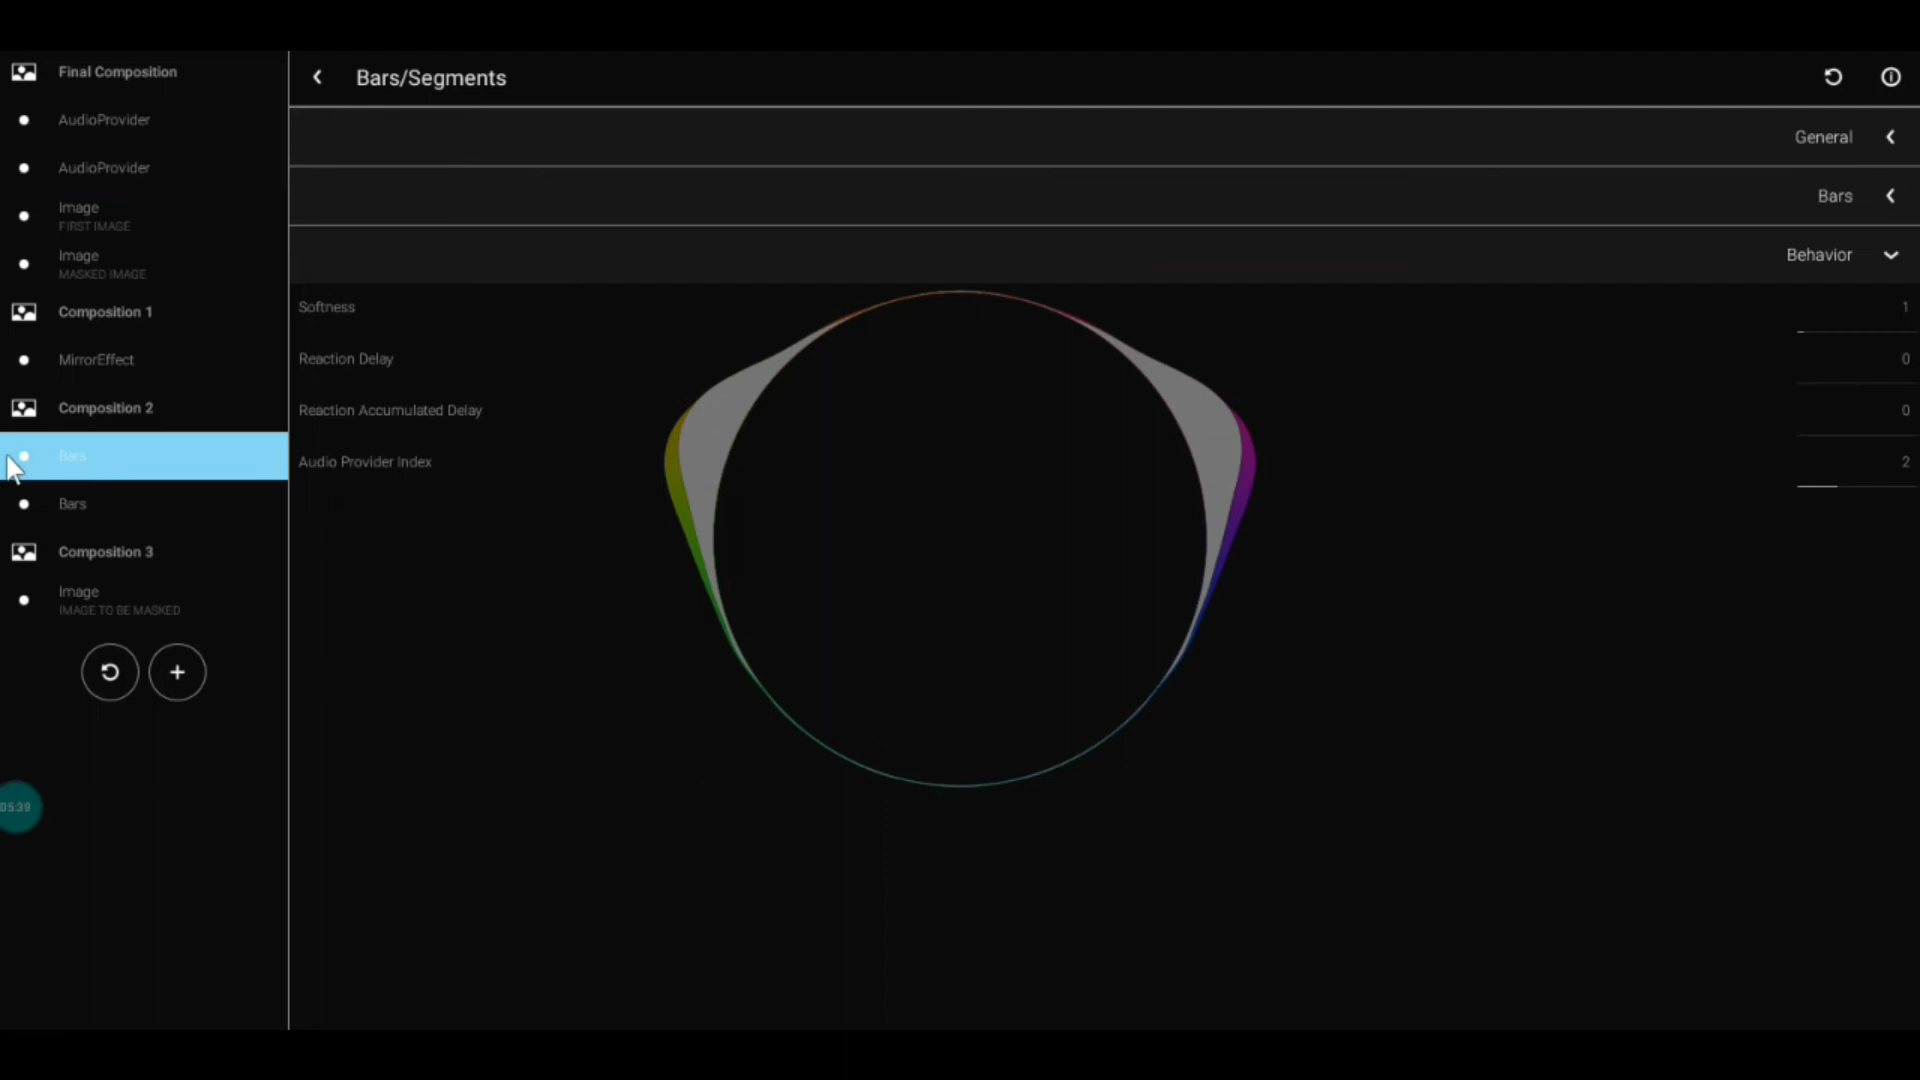 Final Composition
AudioProvider
AudioProvider
Image
FIRST IMAGE
Image
MASKED IMAGE
Composition 1
MirrorEffect
Composition 2
Bars
Bars
Composition 3
Image
IMAGE TO BE MASKED
05:39
Bars/Segments
General
Bars
Behavior
Softness 1
Reaction Delay 0
Reaction Accumulated Delay 0
Audio Provider Index 2